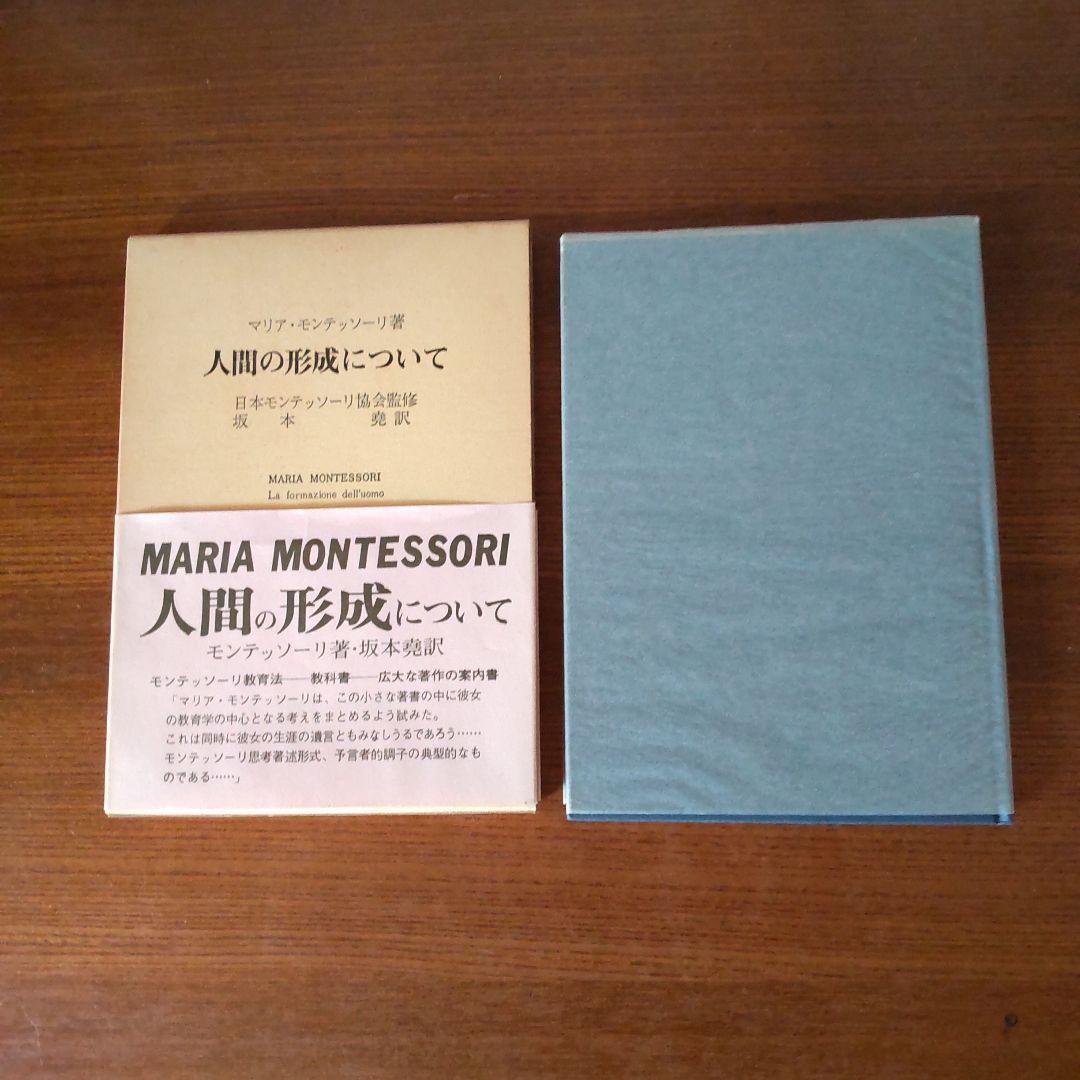 マリア・モンテッソーリ著
人間の形成について
日本モンテッソーリ協会監修
坂本堯訳
MARIA MONTESSORI
La formazione dell'uomo
MARIA MONTESSORI
人間の形成について
モンテッソーリ著・坂本堯訳
モンテッソーリ教育法——教科書——広大な著作の案内書
「マリア・モンテッソーリは、この小さな著書の中に彼女
の教育学の中心となる考えをまとめるよう試みた。
これは同時に彼女の生涯の遺言ともみなしうるであろう……
モンテッソーリ思考著述形式、予言者的調子の典型的なも
のである……」